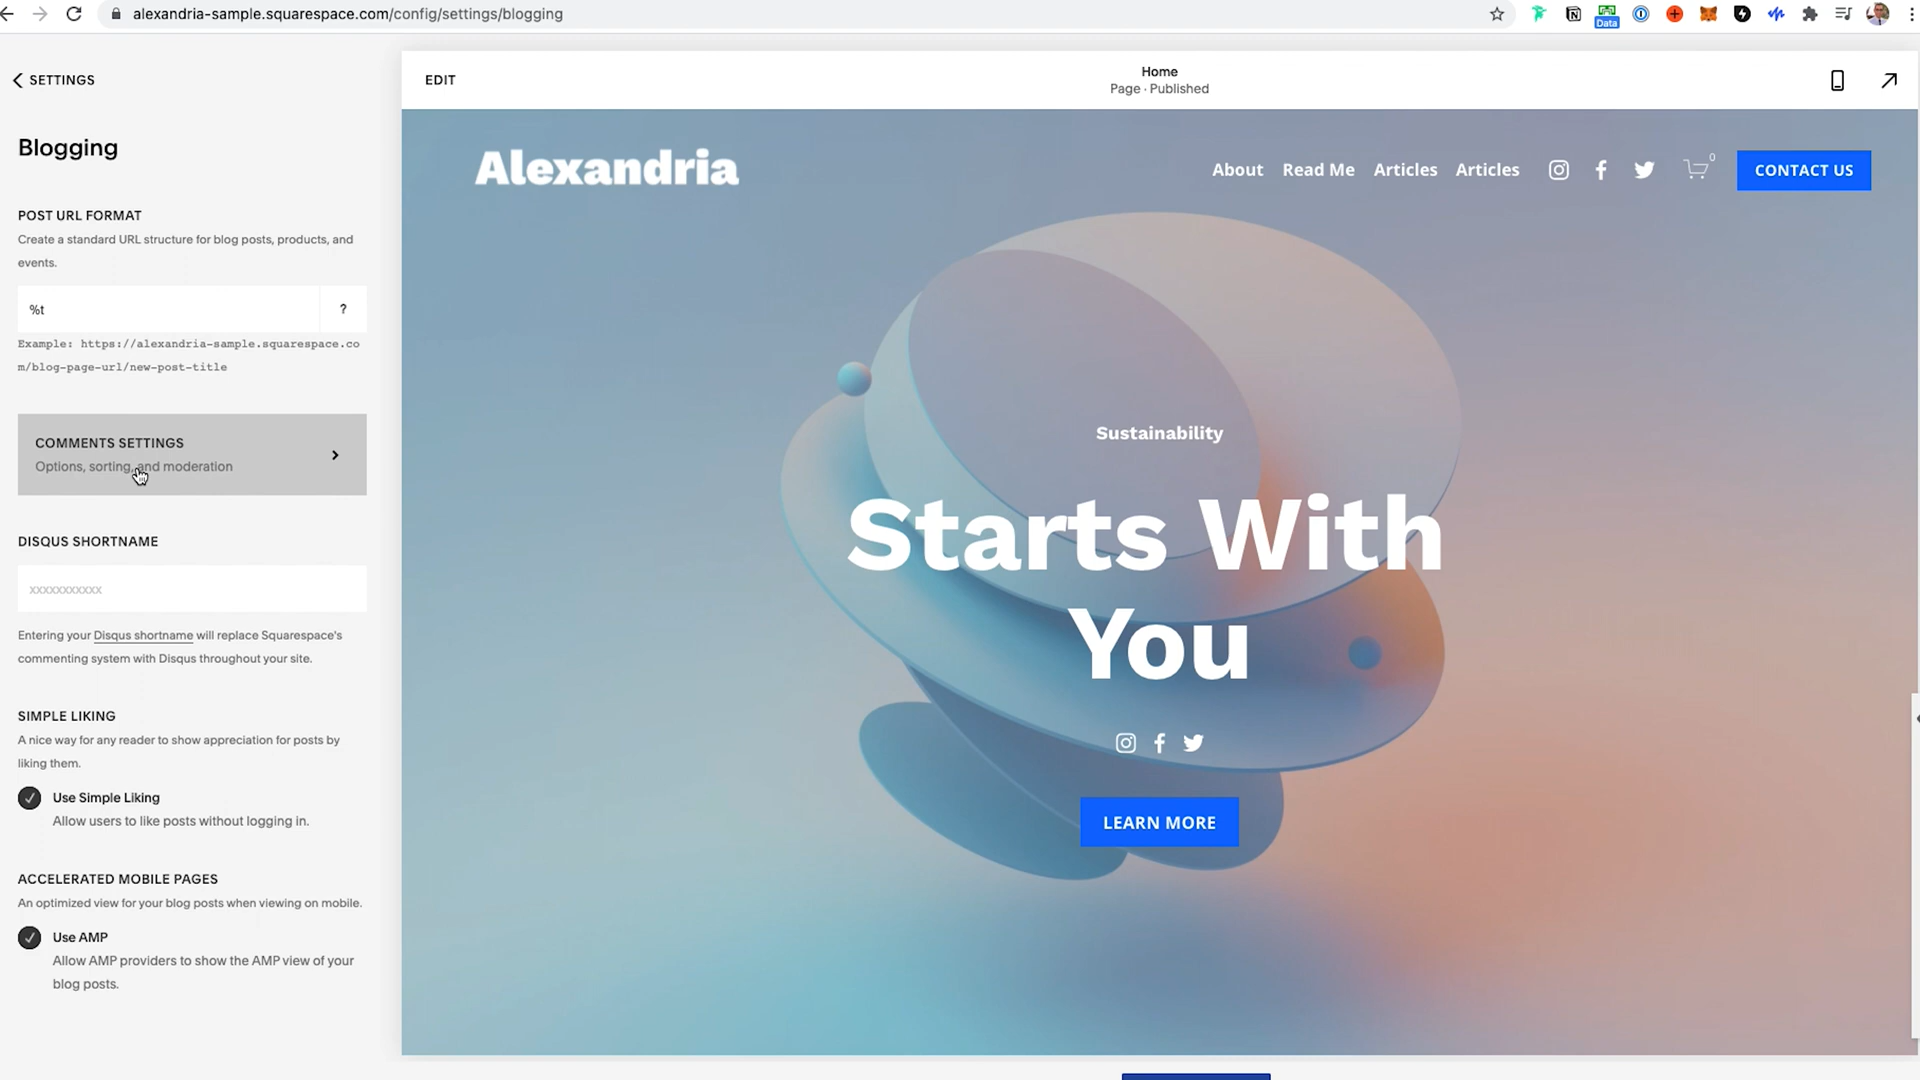 alexandria-sample.squarespace.com/config/settings/blogging
Data
SETTINGS
Blogging
POST URL FORMAT
Create a standard URL structure for blog posts, products, and
events.
%t
?
Example: https://alexandria-sample.squarespace.co
m/blog-page-url/new-post-title
COMMENTS SETTINGS
Options, sorting, and moderation
DISQUS SHORTNAME
xxxxxxxxxxx
Entering your Disqus shortname will replace Squarespace's
commenting system with Disqus throughout your site.
SIMPLE LIKING
A nice way for any reader to show appreciation for posts by
liking them.
Use Simple Liking
Allow users to like posts without logging in.
ACCELERATED MOBILE PAGES
An optimized view for your blog posts when viewing on mobile.
Use AMP
Allow AMP providers to show the AMP view of your
blog posts.
EDIT
Home
Page · Published
Alexandria
About Read Me Articles Articles 0 CONTACT US
Sustainability
Starts With
You
LEARN MORE